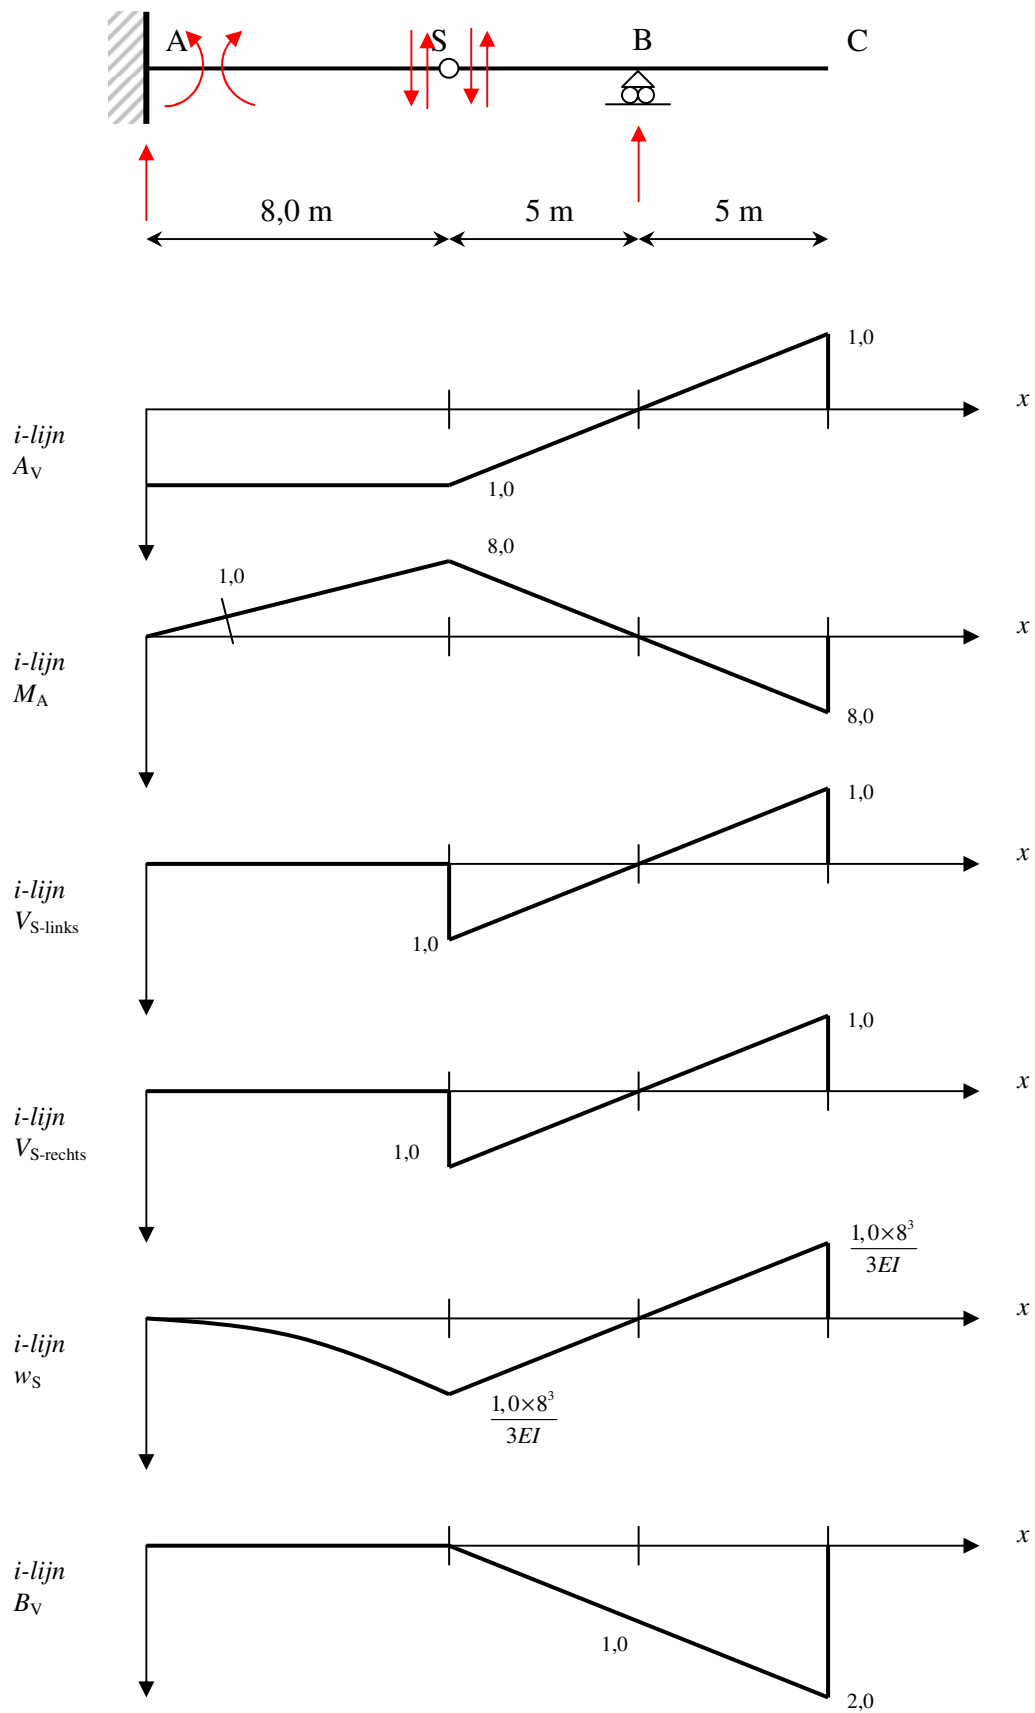 A S B C
8,0 m 5 m 5 m
1,0
x
i-lijn
A_V
1,0
8,0
1,0
x
i-lijn
M_A
8,0
1,0
x
i-lijn
V_S-links
1,0
1,0
x
i-lijn
V_S-rechts
1,0
1,0×8³
3EI
x
i-lijn
w_S
1,0×8³
3EI
x
i-lijn
B_V
1,0
2,0